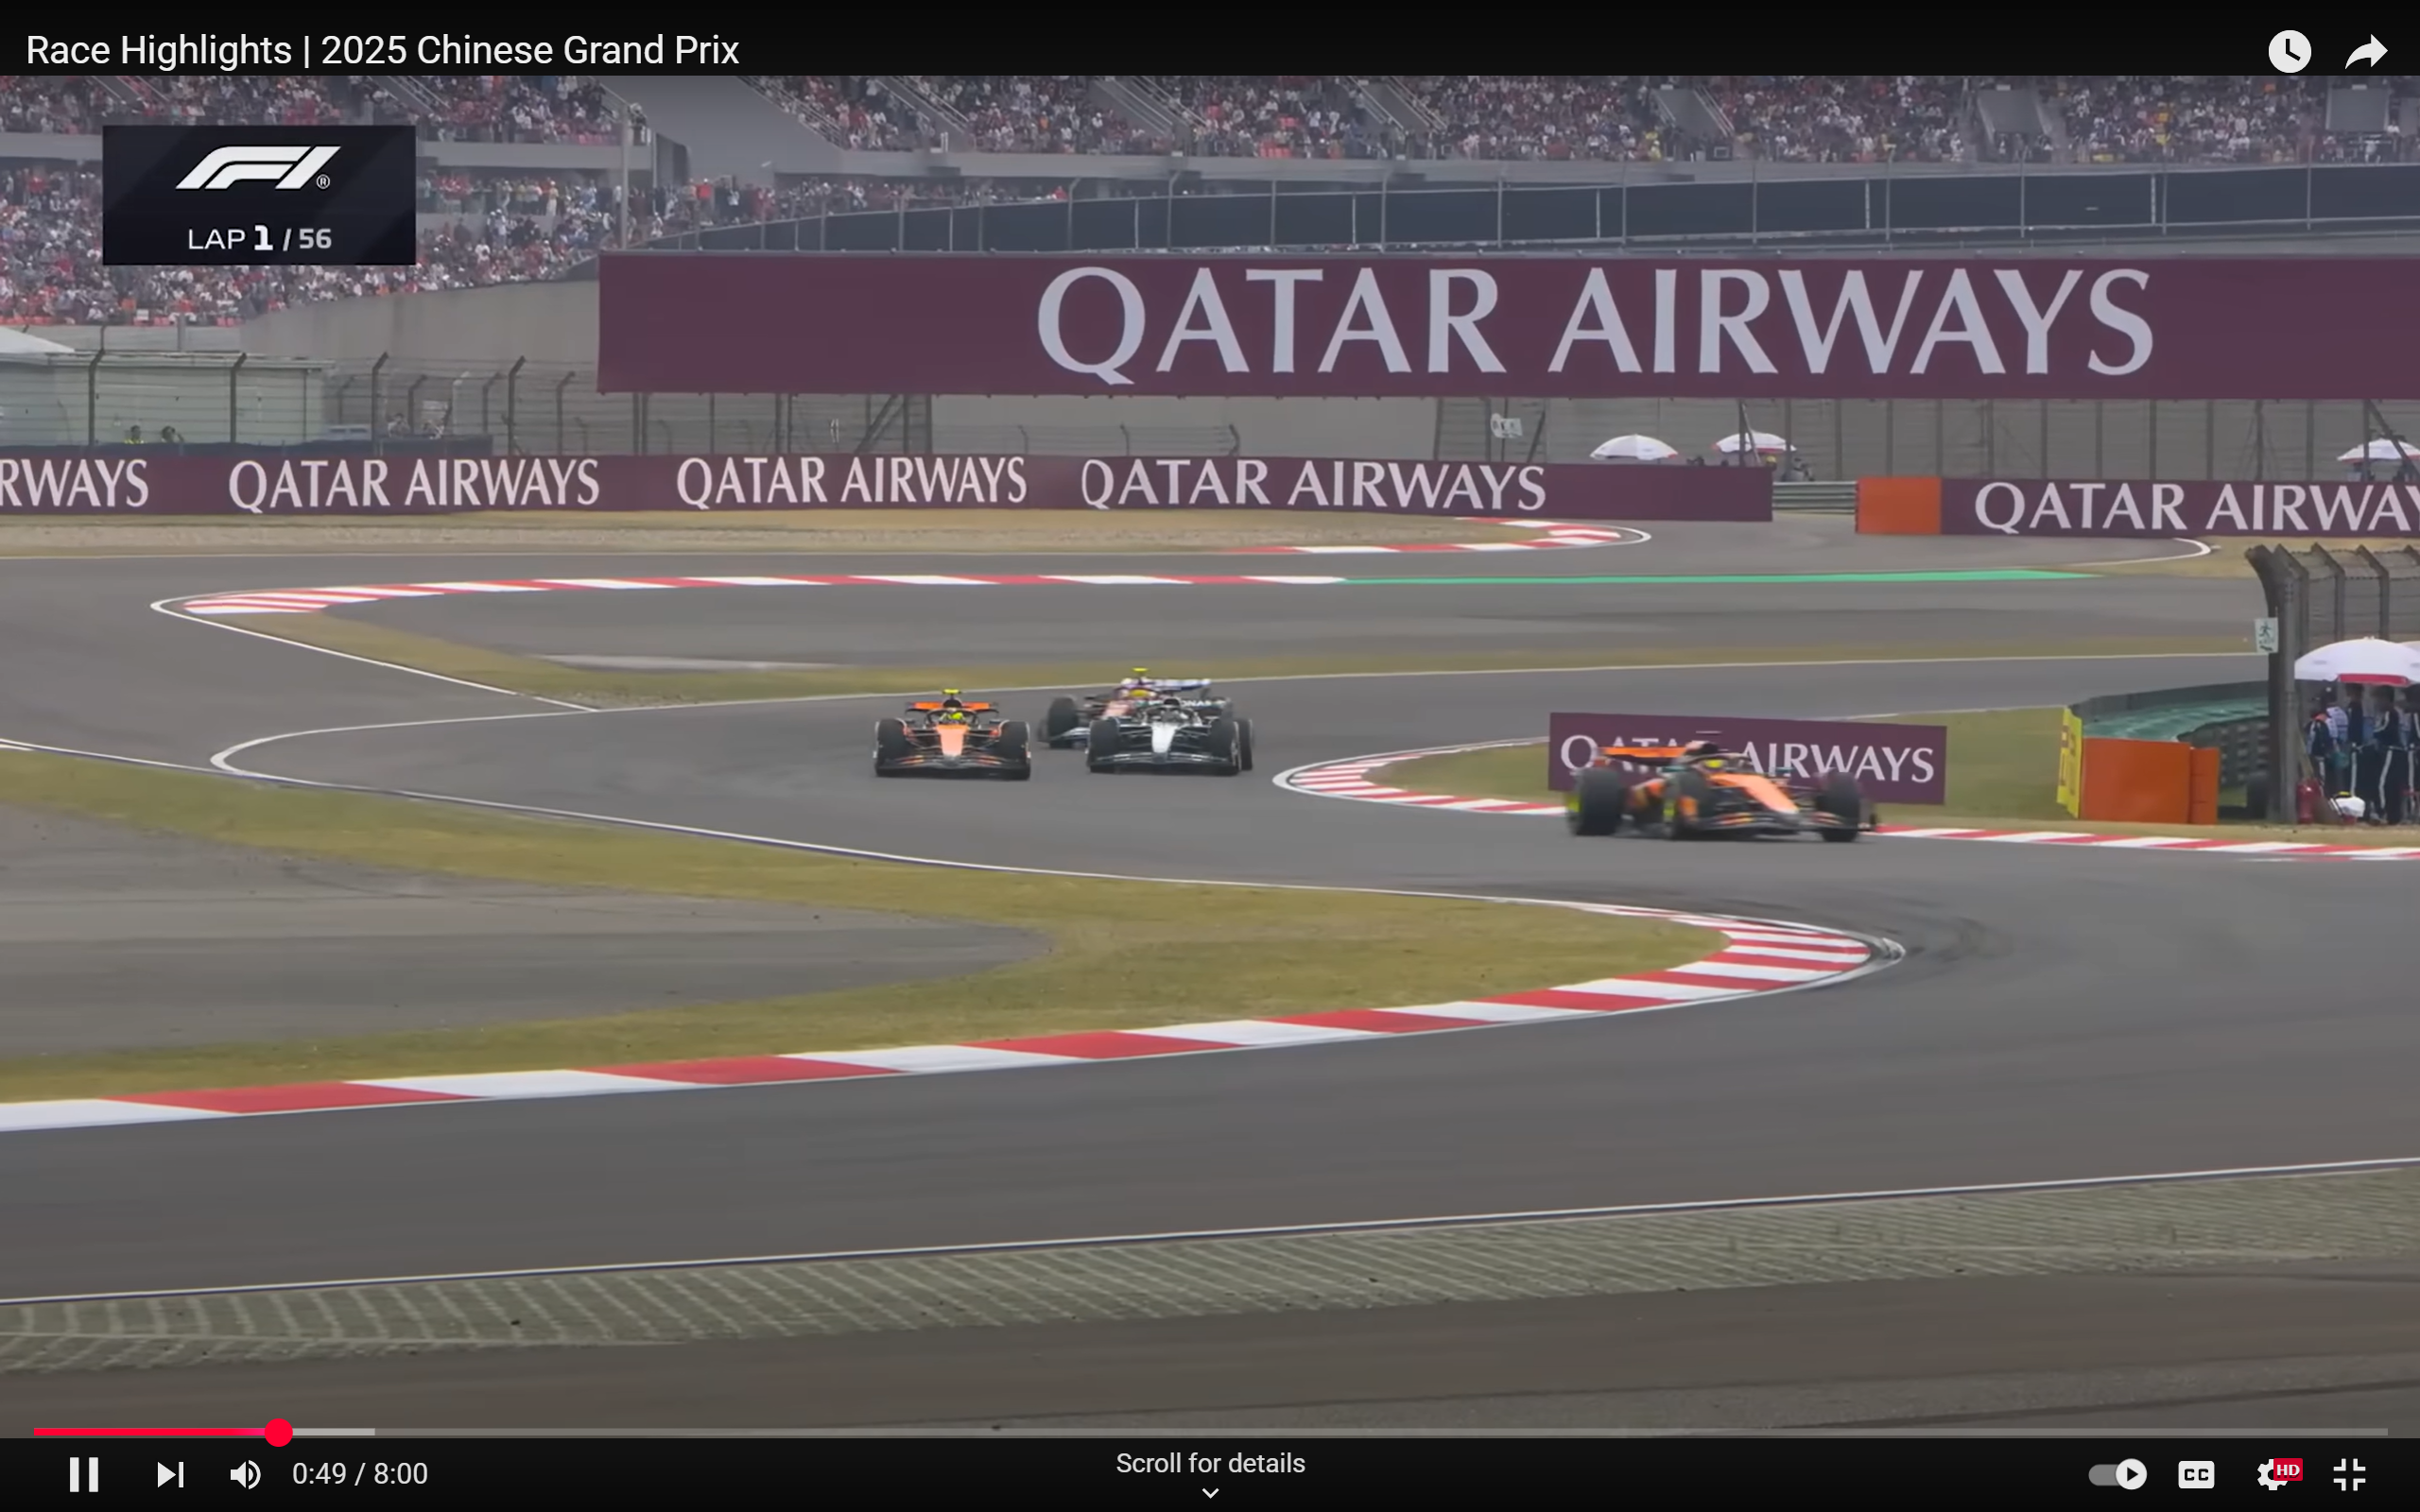 Race Highlights | 2025 Chinese Grand Prix
F1®
LAP 1 / 56
QATAR AIRWAYS
RWAYS QATAR AIRWAYS QATAR AIRWAYS QATAR AIRWAYS QATAR AIRWAY
AIRWAYS
0:49 / 8:00
Scroll for details
CC
HD